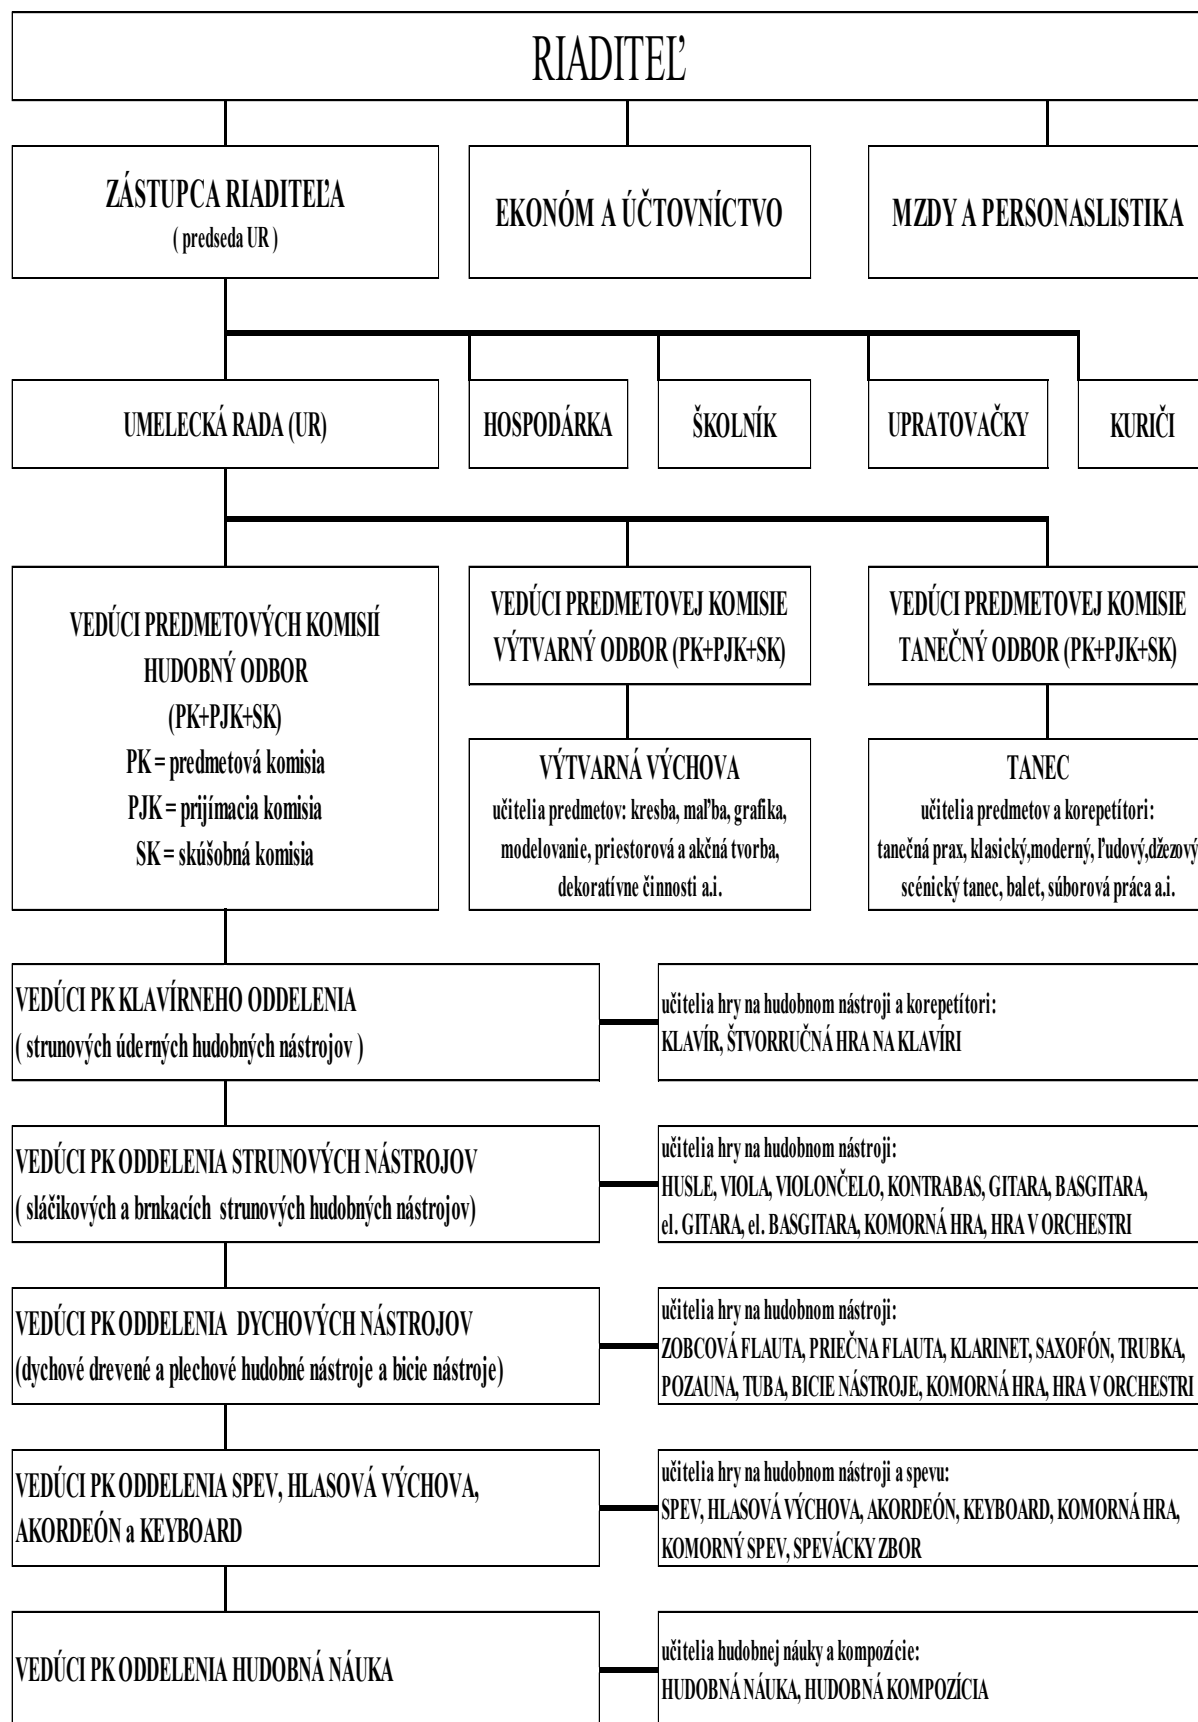 RIADITEĽ
ZÁSTUPCA RIADITEĽA
( predseda UR )
EKONÓM A ÚČTOVNÍCTVO
MZDY A PERSONASLISTIKA
UMELECKÁ RADA (UR)
HOSPODÁRKA
ŠKOLNÍK
UPRATOVAČKY
KURIČI
VEDÚCI PREDMETOVÝCH KOMISIÍ
HUDOBNÝ ODBOR
(PK+PJK+SK)
PK = predmetová komisia
PJK = prijímacia komisia
SK = skúšobná komisia
VEDÚCI PREDMETOVEJ KOMISIE
VÝTVARNÝ ODBOR (PK+PJK+SK)
VEDÚCI PREDMETOVEJ KOMISIE
TANEČNÝ ODBOR (PK+PJK+SK)
VÝTVARNÁ VÝCHOVA
učitelia predmetov: kresba, maľba, grafika,
modelovanie, priestorová a akčná tvorba,
dekoratívne činnosti a.i.
TANEC
učitelia predmetov a korepetítori:
tanečná prax, klasický,moderný, ľudový,džezový
scénický tanec, balet, súborová práca a.i.
VEDÚCI PK KLAVÍRNEHO ODDELENIA
( strunových úderných hudobných nástrojov )
učitelia hry na hudobnom nástroji a korepetítori:
KLAVÍR, ŠTVORRUČNÁ HRA NA KLAVÍRI
VEDÚCI PK ODDELENIA STRUNOVÝCH NÁSTROJOV
( sláčikových a brnkacích strunových hudobných nástrojov)
učitelia hry na hudobnom nástroji:
HUSLE, VIOLA, VIOLONČELO, KONTRABAS, GITARA, BASGITARA,
el. GITARA, el. BASGITARA, KOMORNÁ HRA, HRA V ORCHESTRI
VEDÚCI PK ODDELENIA DYCHOVÝCH NÁSTROJOV
(dychové drevené a plechové hudobné nástroje a bicie nástroje)
učitelia hry na hudobnom nástroji:
ZOBCOVÁ FLAUTA, PRIEČNA FLAUTA, KLARINET, SAXOFÓN, TRUBKA,
POZAUNA, TUBA, BICIE NÁSTROJE, KOMORNÁ HRA, HRA V ORCHESTRI
VEDÚCI PK ODDELENIA SPEV, HLASOVÁ VÝCHOVA,
AKORDEÓN a KEYBOARD
učitelia hry na hudobnom nástroji a spevu:
SPEV, HLASOVÁ VÝCHOVA, AKORDEÓN, KEYBOARD, KOMORNÁ HRA,
KOMORNÝ SPEV, SPEVÁCKY ZBOR
VEDÚCI PK ODDELENIA HUDOBNÁ NÁUKA
učitelia hudobnej náuky a kompozície:
HUDOBNÁ NÁUKA, HUDOBNÁ KOMPOZÍCIA